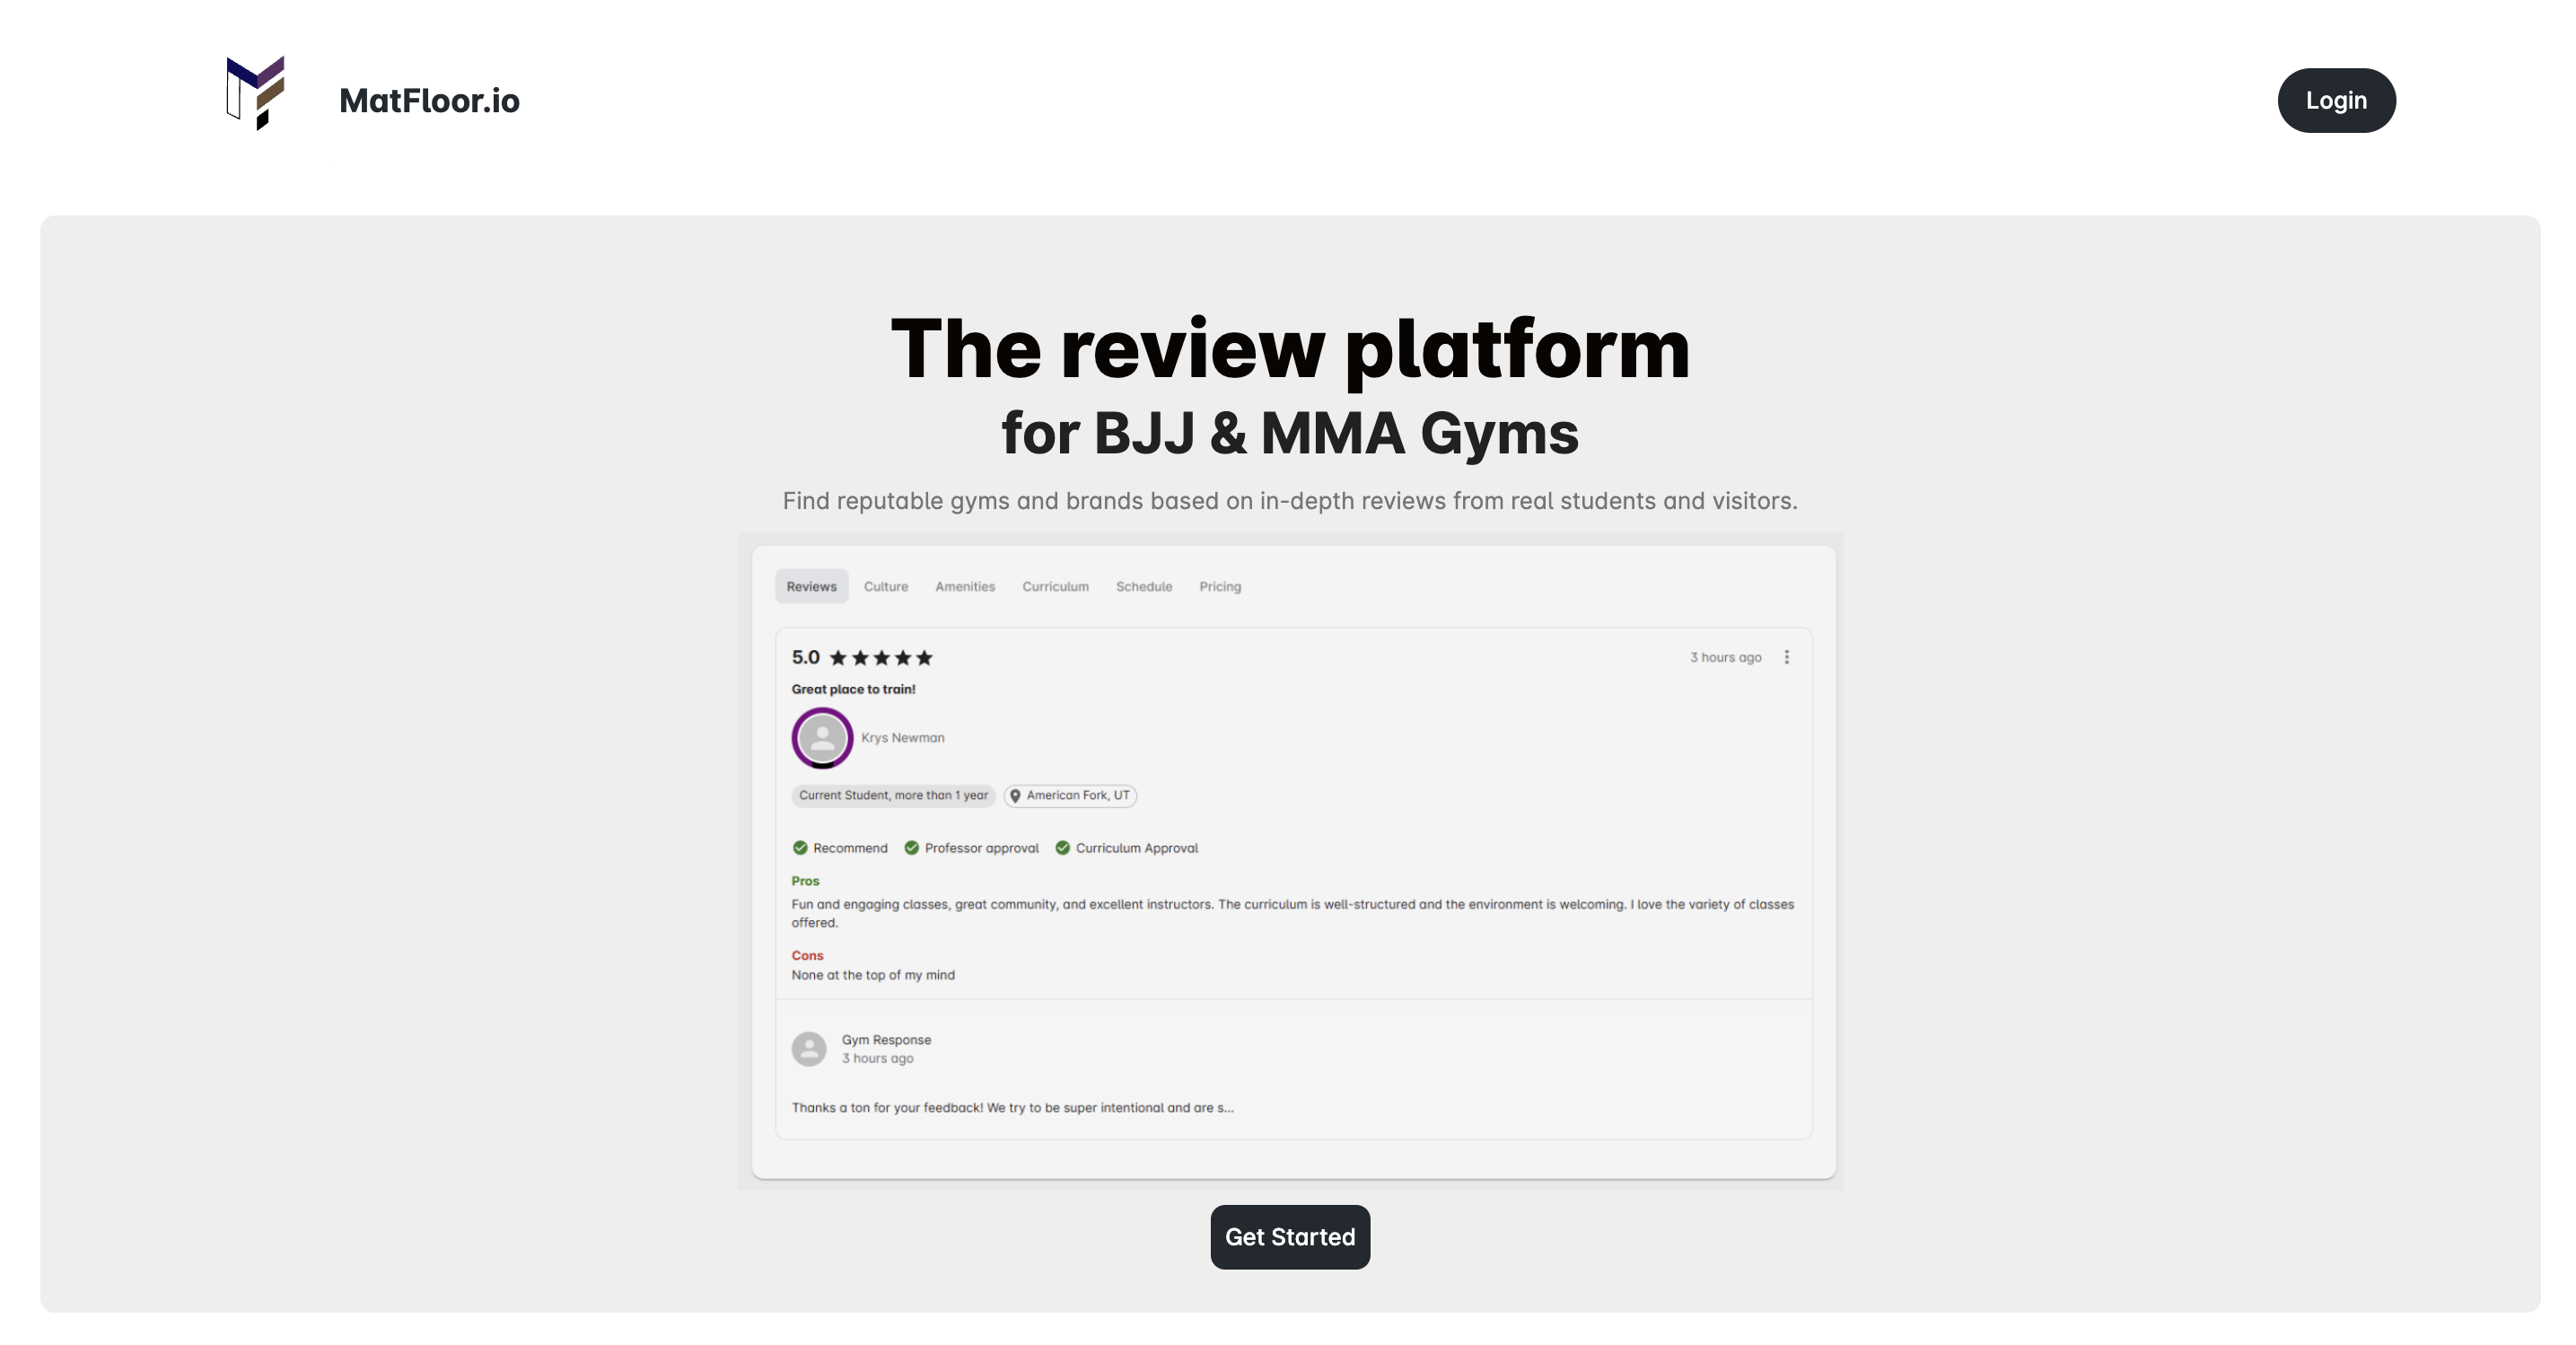 MatFloor.io
Login
The review platform
for BJJ & MMA Gyms
Find reputable gyms and brands based on in-depth reviews from real students and visitors.
Reviews Culture Amenities Curriculum Schedule Pricing
5.0 3 hours ago
Great place to train!
Krys Newman
Current Student, more than 1 year American Fork, UT
Recommend Professor approval Curriculum Approval
Pros
Fun and engaging classes, great community, and excellent instructors. The curriculum is well-structured and the environment is welcoming. I love the variety of classes
offered.
Cons
None at the top of my mind
Gym Response
3 hours ago
Thanks a ton for your feedback! We try to be super intentional and are s...
Get Started